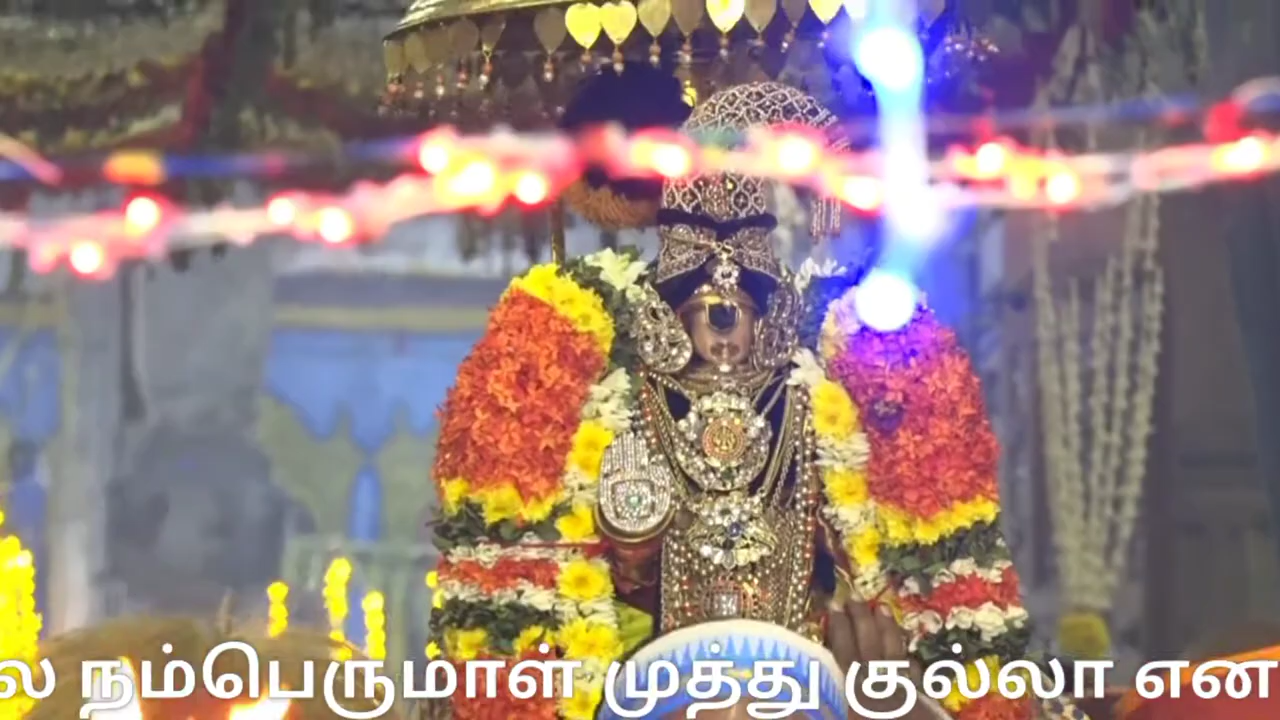 ல நம்பெருமாள் முத்து குல்லா என